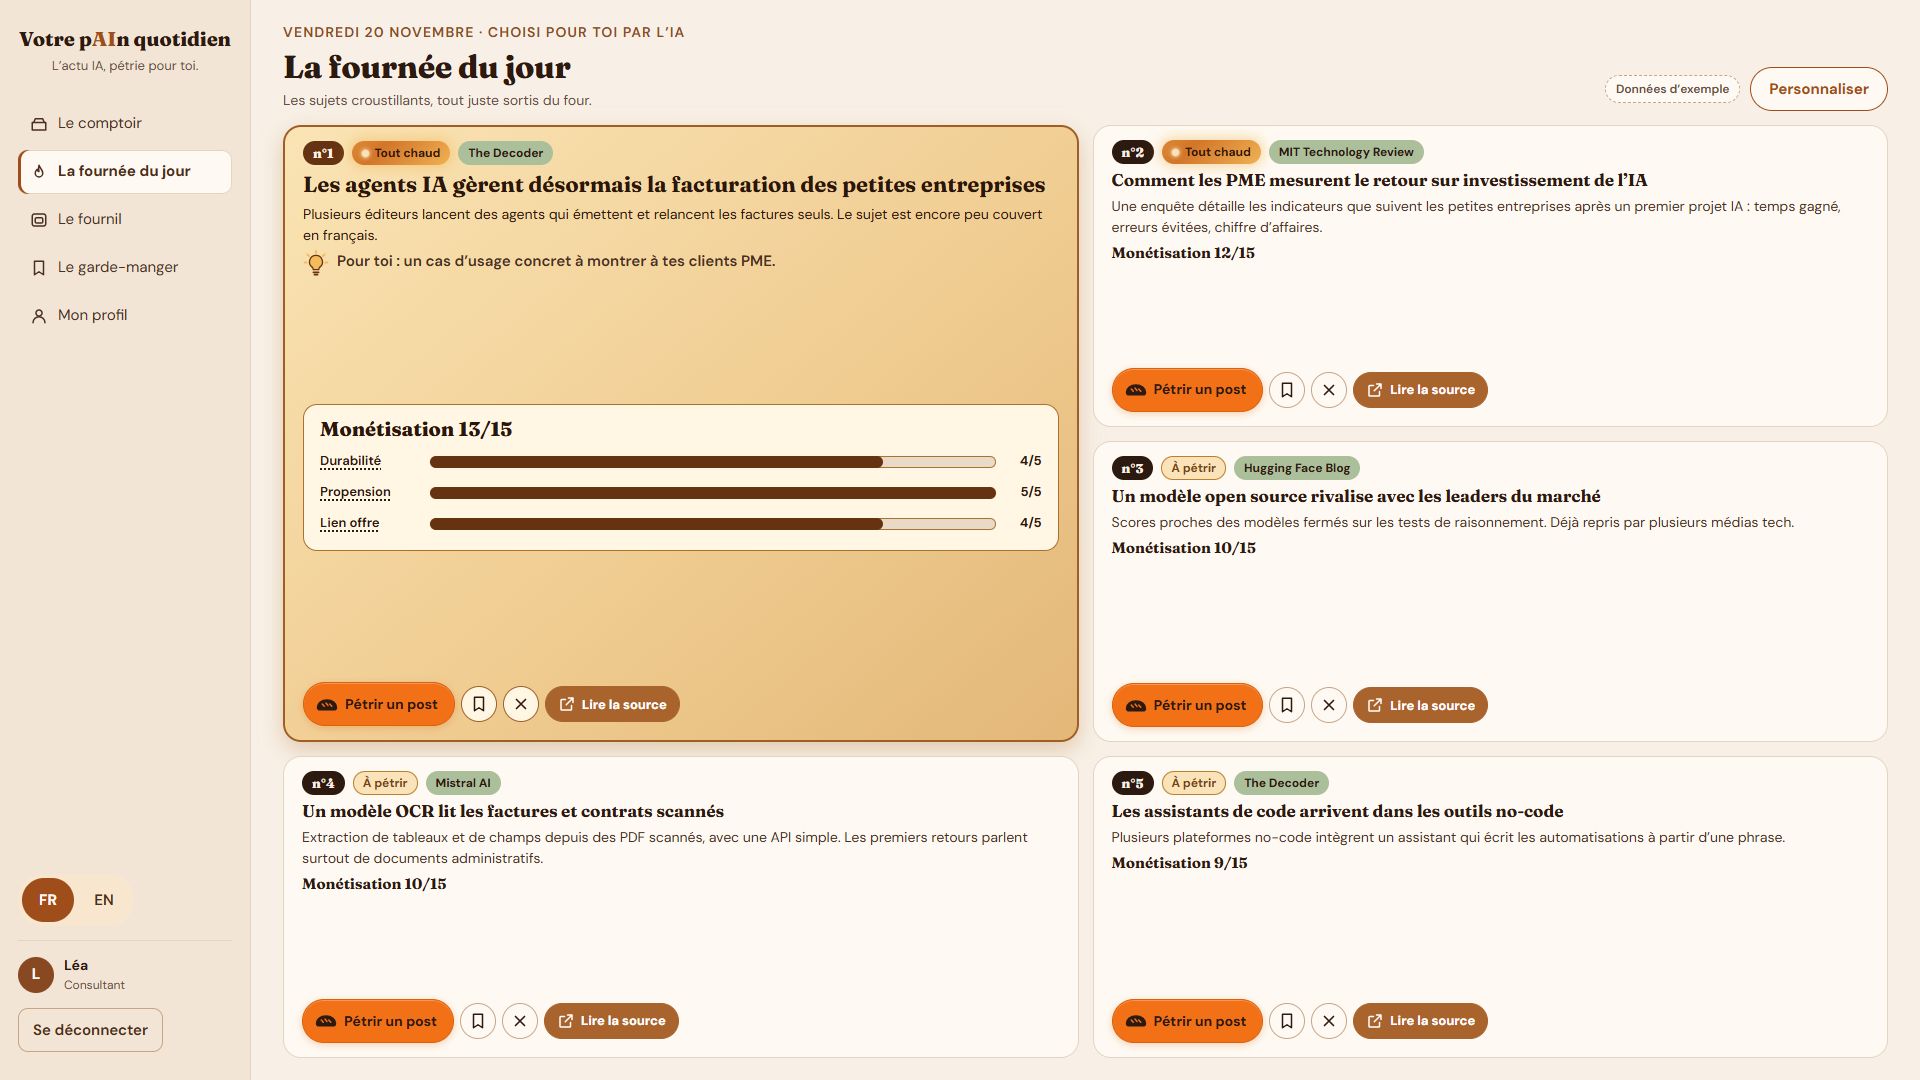 Votre pAIn quotidien
L’actu IA, pétrie pour toi.
Le comptoir
La fournée du jour
Le fournil
Le garde-manger
Mon profil
FR EN
L
Léa
Consultant
Se déconnecter
VENDREDI 20 NOVEMBRE · CHOISI POUR TOI PAR L’IA
La fournée du jour
Les sujets croustillants, tout juste sortis du four.
Données d’exemple
Personnaliser
n°1 Tout chaud The Decoder
Les agents IA gèrent désormais la facturation des petites entreprises
Plusieurs éditeurs lancent des agents qui émettent et relancent les factures seuls. Le sujet est encore peu couvert
en français.
Pour toi : un cas d’usage concret à montrer à tes clients PME.
Monétisation 13/15
Durabilité 4/5
Propension 5/5
Lien offre 4/5
Pétrir un post Lire la source
n°2 Tout chaud MIT Technology Review
Comment les PME mesurent le retour sur investissement de l’IA
Une enquête détaille les indicateurs que suivent les petites entreprises après un premier projet IA : temps gagné,
erreurs évitées, chiffre d’affaires.
Monétisation 12/15
Pétrir un post Lire la source
n°3 À pétrir Hugging Face Blog
Un modèle open source rivalise avec les leaders du marché
Scores proches des modèles fermés sur les tests de raisonnement. Déjà repris par plusieurs médias tech.
Monétisation 10/15
Pétrir un post Lire la source
n°4 À pétrir Mistral AI
Un modèle OCR lit les factures et contrats scannés
Extraction de tableaux et de champs depuis des PDF scannés, avec une API simple. Les premiers retours parlent
surtout de documents administratifs.
Monétisation 10/15
Pétrir un post Lire la source
n°5 À pétrir The Decoder
Les assistants de code arrivent dans les outils no-code
Plusieurs plateformes no-code intègrent un assistant qui écrit les automatisations à partir d’une phrase.
Monétisation 9/15
Pétrir un post Lire la source